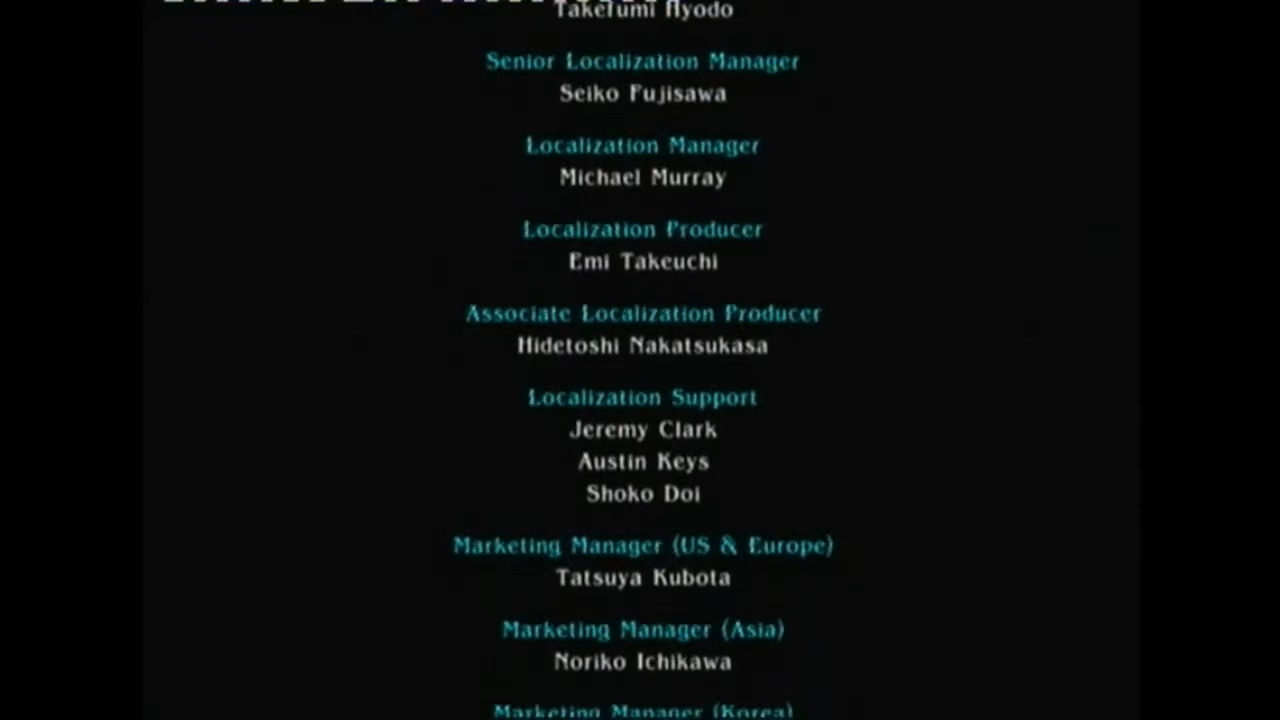 Takefumi Hyodo
Senior Localization Manager
Seiko Fujisawa
Localization Manager
Michael Murray
Localization Producer
Emi Takeuchi
Associate Localization Producer
Hidetoshi Nakatsukasa
Localization Support
Jeremy Clark
Austin Keys
Shoko Doi
Marketing Manager (US & Europe)
Tatsuya Kubota
Marketing Manager (Asia)
Noriko Ichikawa
Marketing Manager (Korea)